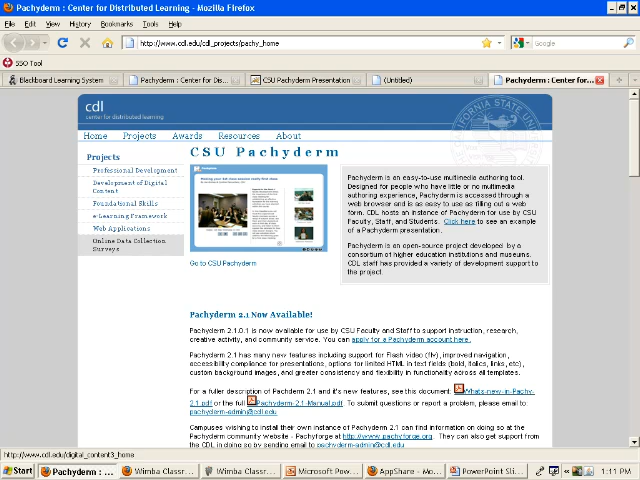 Pachyderm : Center for Distributed Learning - Mozilla Firefox
File Edit View History Bookmarks Tools Help
http://www.cdl.edu/cdl_projects/pachy_home
Google
SSO Tool
Blackboard Learning System
Pachyderm : Center for Dis...
CSU Pachyderm Presentation
(Untitled)
Pachyderm : Center for...
cdl
center for distributed learning
CALIFORNIA STATE
Home Projects Awards Resources About
Projects
Professional Development
Development of Digital
Content
Foundational Skills
e-Learning Framework
Web Applications
Online Data Collection
Surveys
CSU Pachyderm
Go to CSU Pachyderm
Pachyderm is an easy-to-use multimedia authoring tool.
Designed for people who have little or no multimedia
authoring experience, Pachyderm is accessed through a
web browser and is as easy to use as filling out a web
form. CDL hosts an instance of Pachyderm for use by CSU
Faculty, Staff, and Students. Click here to see an example
of a Pachyderm presentation.
Pachyderm is an open-source project developed by a
consortium of higher education institutions and museums.
CDL staff has provided a variety of development support to
the project.
Pachyderm 2.1 Now Available!
Pachyderm 2.1.0.1 is now available for use by CSU Faculty and Staff to support instruction, research,
creative activity, and community service. You can apply for a Pachyderm account here.
Pachyderm 2.1 has many new features including support for Flash video (flv), improved navigation,
accessibility compliance for presentations, options for limited HTML in text fields (bold, italics, links, etc),
custom background images, and greater consistency and flexibility in functionality across all templates.
For a fuller description of Pachderm 2.1 and it's new features, see this document: Whats-new-in-Pachy-
2.1.pdf or the full Pachyderm-2.1-Manual.pdf. To submit questions or report a problem, please email to
pachyderm-admin@cdl.edu.
Campuses wishing to install their own instance of Pachyderm 2.1 can find information on doing so at the
Pachyderm community website - Pachyforge at http://www.pachyforge.org. They can also get support from
the CDL in doing so by sending email to pachyderm-admin@cdl.edu
http://www.cdl.edu/digital_content3_home
Start
Pachyderm : ...
Wimba Classr...
Wimba Classr...
Microsoft Pow...
AppShare - Mo...
PowerPoint Sli...
1:11 PM